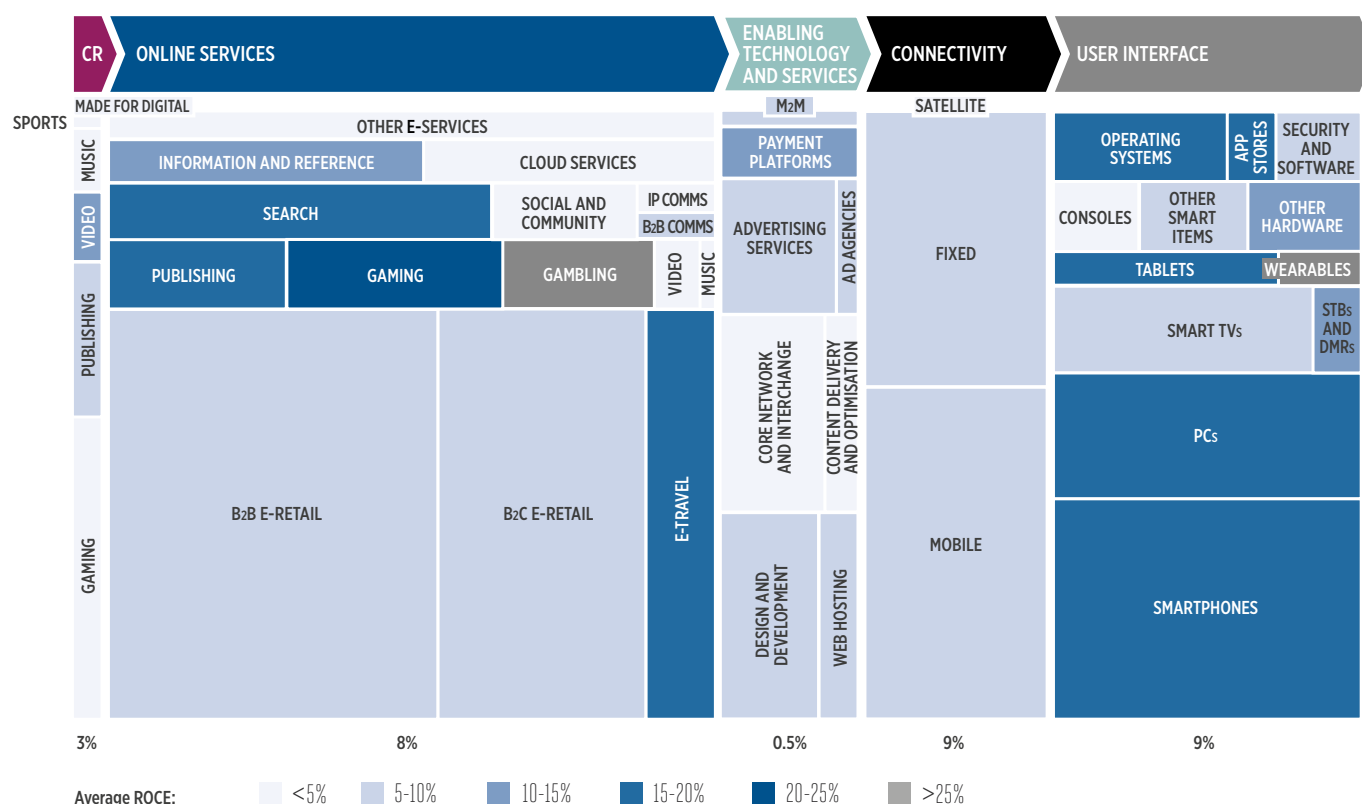 CR
ONLINE SERVICES
ENABLING
TECHNOLOGY
AND SERVICES
CONNECTIVITY
USER INTERFACE
MADE FOR DIGITAL
SPORTS
MUSIC
VIDEO
PUBLISHING
GAMING
OTHER E-SERVICES
INFORMATION AND REFERENCE
CLOUD SERVICES
SEARCH
SOCIAL AND
COMMUNITY
IP COMMS
B2B COMMS
PUBLISHING
GAMING
GAMBLING
VIDEO
MUSIC
B2B E-RETAIL
B2C E-RETAIL
E-TRAVEL
M2M
PAYMENT
PLATFORMS
ADVERTISING
SERVICES
AD AGENCIES
CORE NETWORK
AND INTERCHANGE
CONTENT DELIVERY
AND OPTIMISATION
DESIGN AND
DEVELOPMENT
WEB HOSTING
SATELLITE
FIXED
MOBILE
OPERATING
SYSTEMS
APP
STORES
SECURITY
AND
SOFTWARE
CONSOLES
OTHER
SMART
ITEMS
OTHER
HARDWARE
TABLETS
WEARABLES
SMART TVs
STBs
AND
DMRs
PCs
SMARTPHONES
3%
8%
0.5%
9%
9%
Average ROCE:
<5%
5-10%
10-15%
15-20%
20-25%
>25%